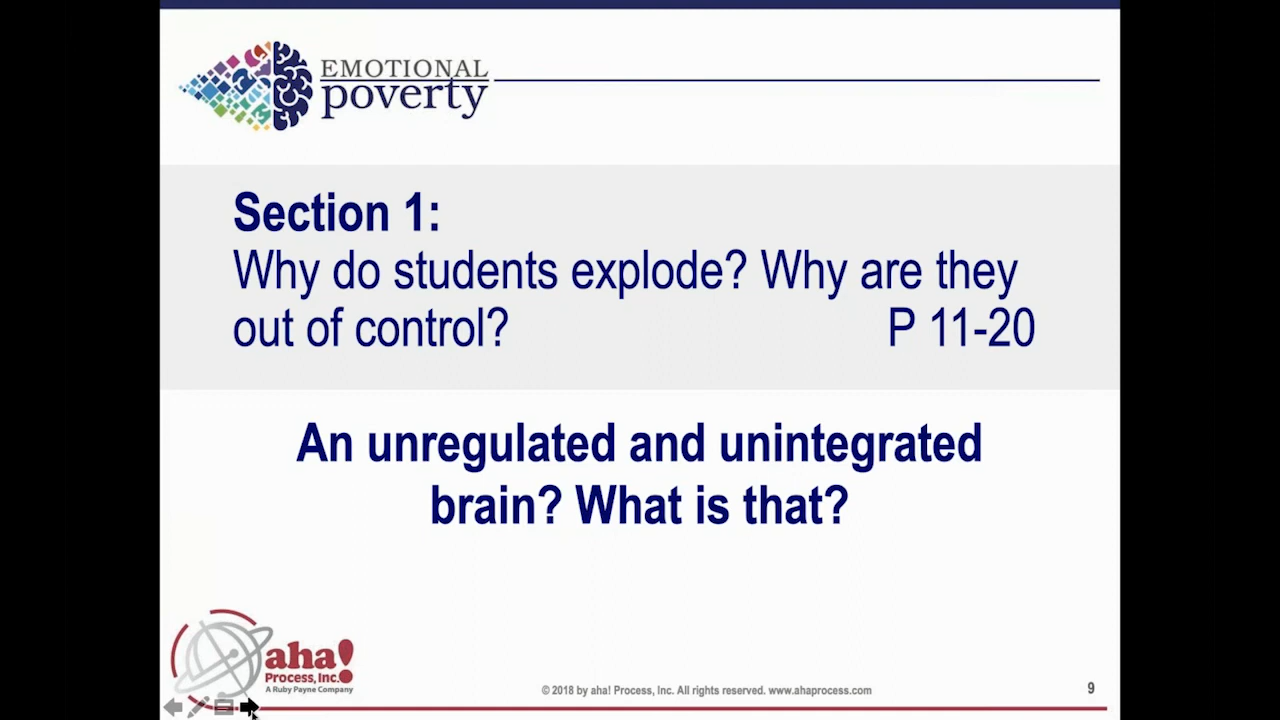 EMOTIONAL
poverty
Section 1:
Why do students explode? Why are they
out of control? P 11-20
An unregulated and unintegrated
brain? What is that?
aha!
Process, Inc.
A Ruby Payne Company
© 2018 by aha! Process, Inc. All rights reserved. www.ahaprocess.com
9